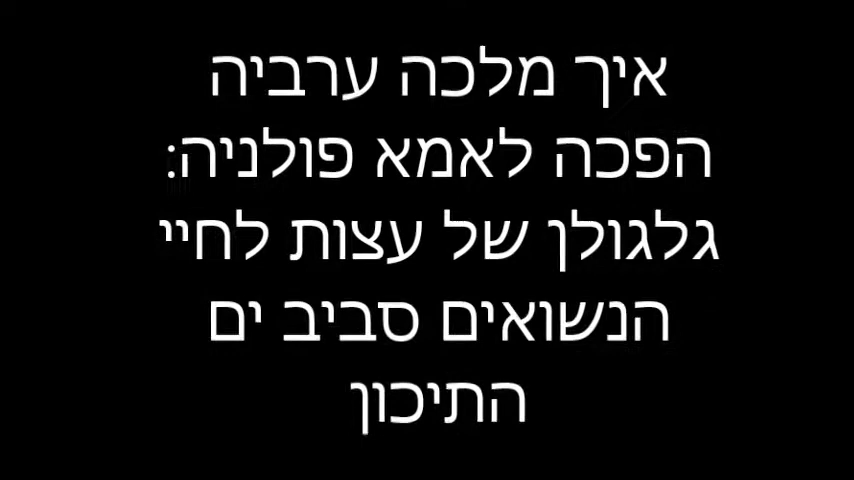 איך מלכה ערביה
הפכה לאמא פולניה:
גלגולן של עצות לחיי
הנשואים סביב ים
התיכון